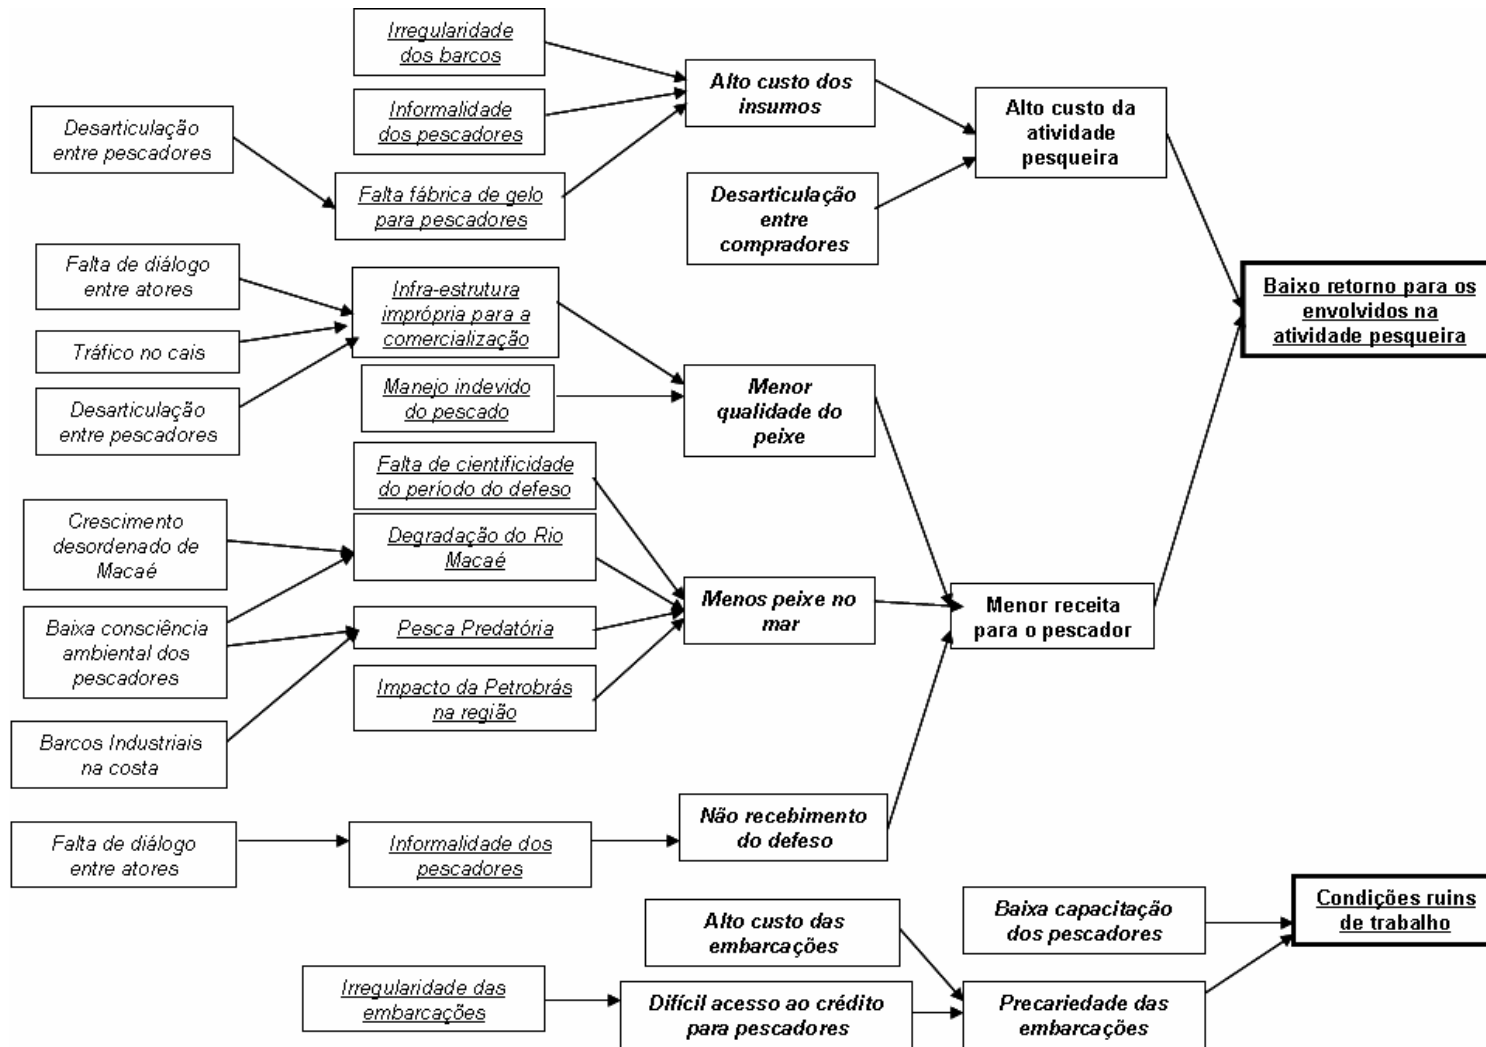 Irregularidade
dos barcos
Alto custo dos
insumos
Informalidade
dos pescadores
Alto custo da
atividade
pesqueira
Desarticulação
entre pescadores
Falta fábrica de gelo
para pescadores
Desarticulação
entre
compradores
Falta de diálogo
entre atores
Infra-estrutura
imprópria para a
comercialização
Baixo retorno para os
envolvidos na
atividade pesqueira
Tráfico no cais
Manejo indevido
do pescado
Menor
qualidade do
peixe
Desarticulação
entre pescadores
Falta de cientificidade
do período do defeso
Crescimento
desordenado de
Macaé
Degradação do Rio
Macaé
Menos peixe no
mar
Menor receita
para o pescador
Baixa consciência
ambiental dos
pescadores
Pesca Predatória
Impacto da Petrobrás
na região
Barcos Industriais
na costa
Não recebimento
do defeso
Falta de diálogo
entre atores
Informalidade dos
pescadores
Alto custo das
embarcações
Baixa capacitação
dos pescadores
Condições ruins
de trabalho
Irregularidade das
embarcações
Difícil acesso ao crédito
para pescadores
Precariedade das
embarcações